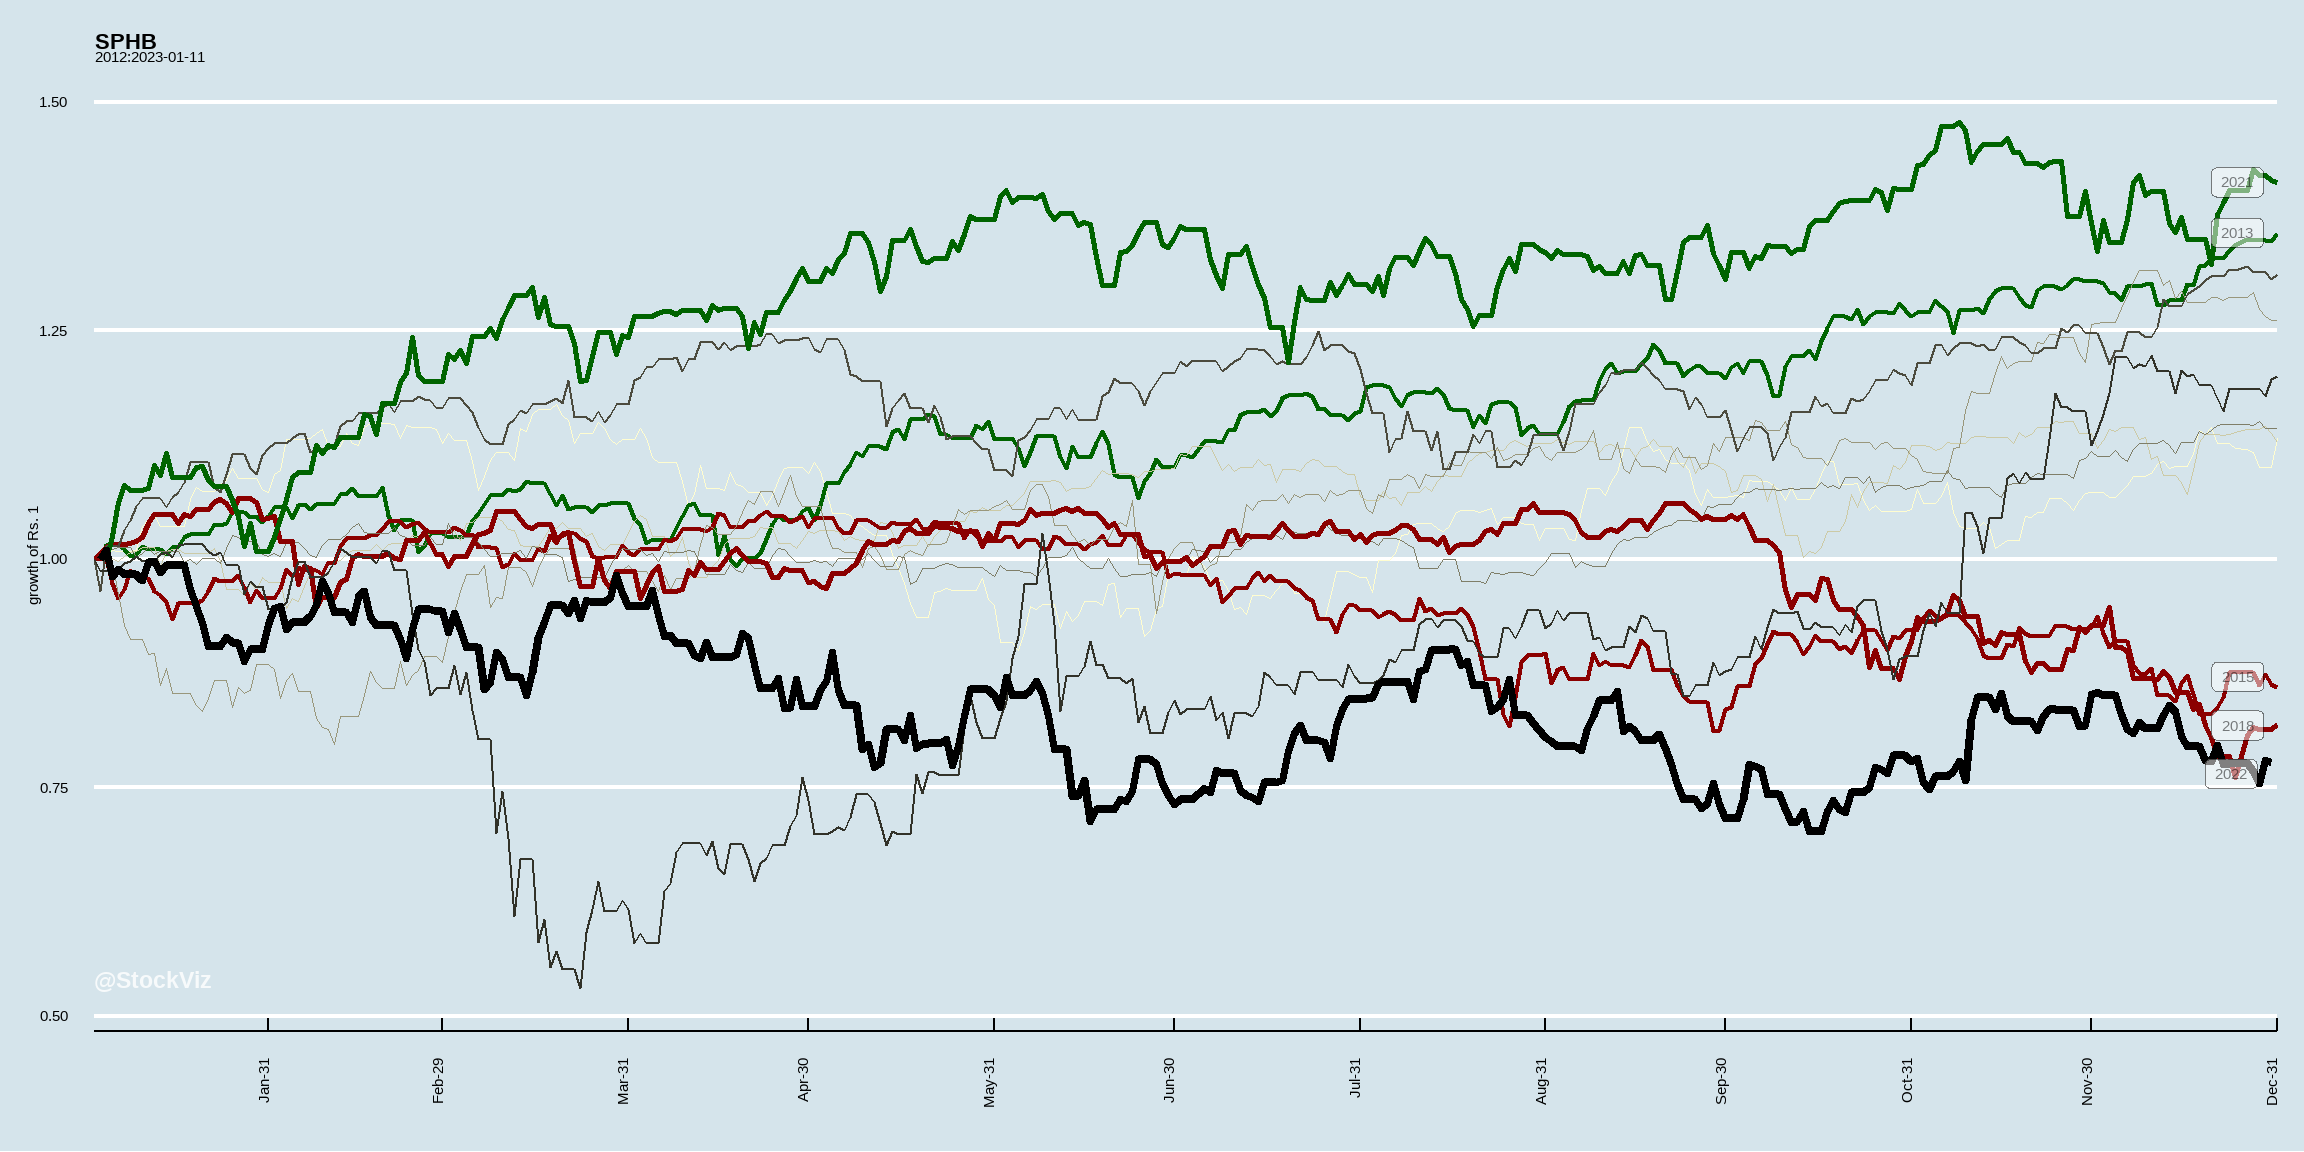 SPHB
2012:2023-01-11
1.50
1.25
1.00
0.75
0.50
growth of Rs. 1
2021
2013
2015
2018
2022
@StockViz
Jan-31
Feb-29
Mar-31
Apr-30
May-31
Jun-30
Jul-31
Aug-31
Sep-30
Oct-31
Nov-30
Dec-31